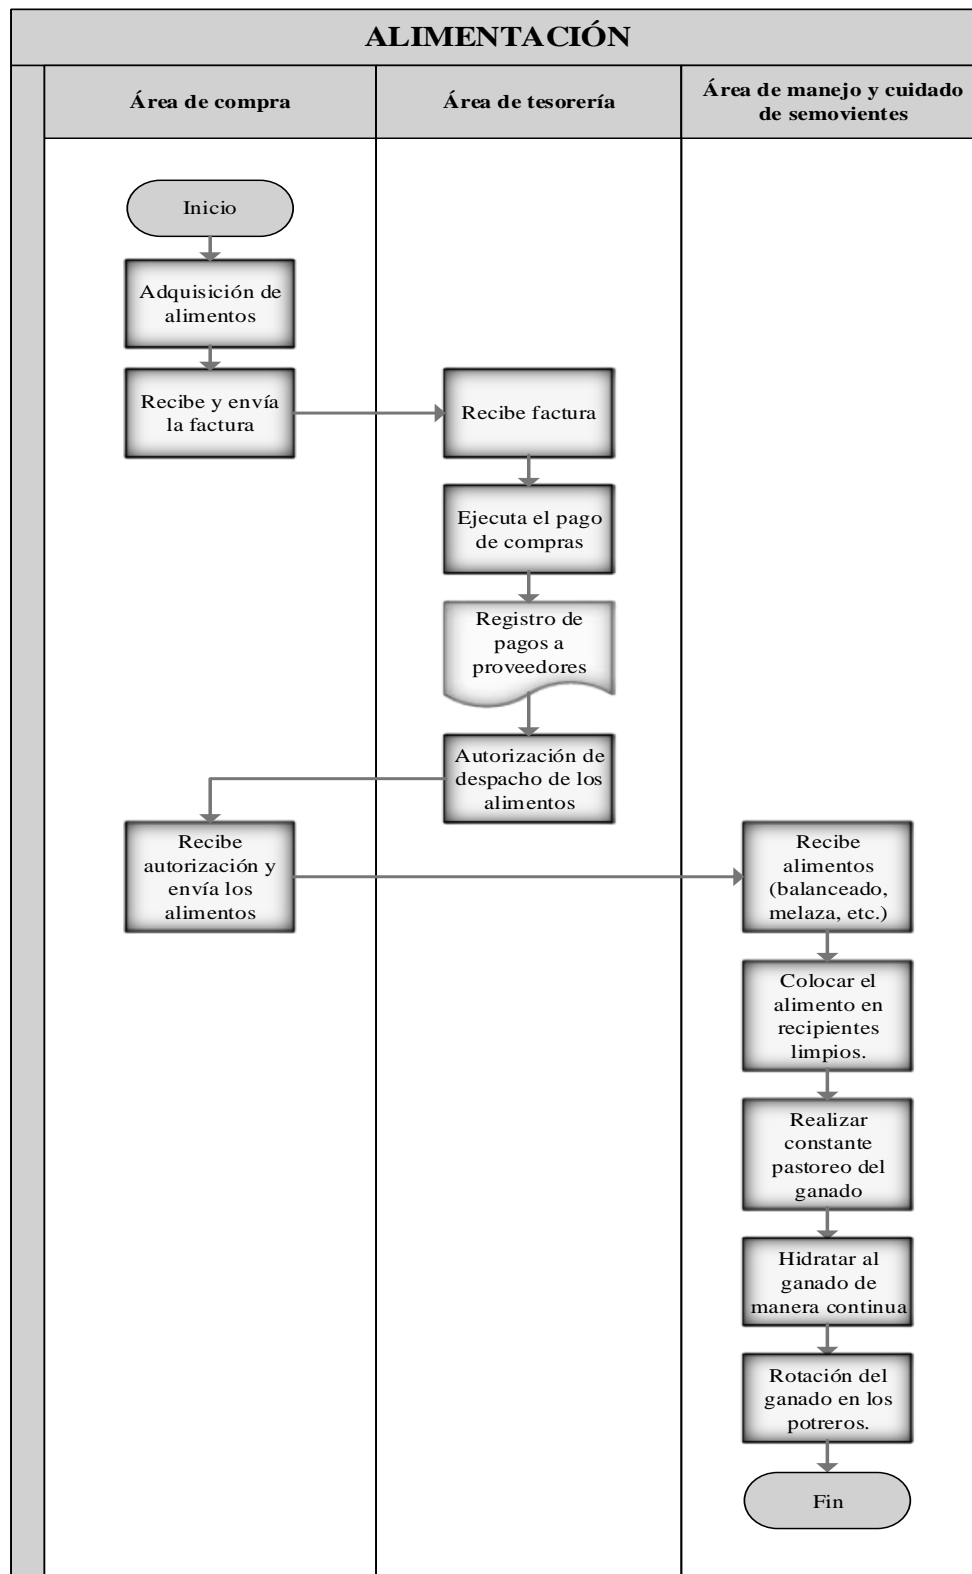 ALIMENTACIÓN
Área de compra
Área de tesorería
Área de manejo y cuidado
de semovientes
Inicio
Adquisición de
alimentos
Recibe y envía
la factura
Recibe factura
Ejecuta el pago
de compras
Registro de
pagos a
proveedores
Autorización de
despacho de los
alimentos
Recibe
autorización y
envía los
alimentos
Recibe
alimentos
(balanceado,
melaza, etc.)
Colocar el
alimento en
recipientes
limpios.
Realizar
constante
pastoreo del
ganado
Hidratar al
ganado de
manera continua
Rotación del
ganado en los
potreros.
Fin